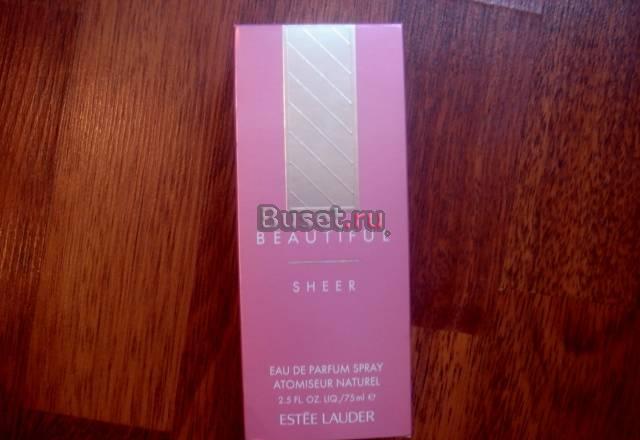 Buset.ru
BEAUTIFUL
SHEER
EAU DE PARFUM SPRAY
ATOMISEUR NATUREL
2.5 FL. OZ. LIQ./75 ml ℮
ESTĒE LAUDER